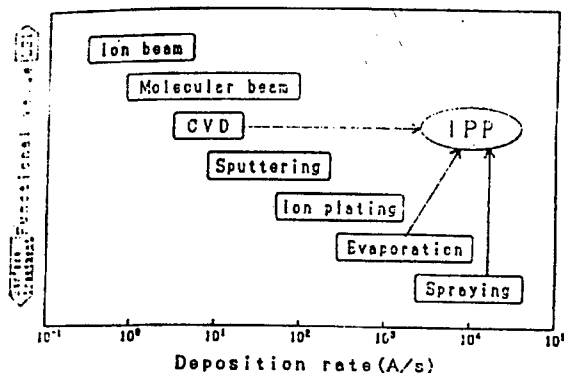 Ion beam
Molecular beam
CVD
IPP
Sputtering
Ion plating
Evaporation
Spraying
Functional
10⁻¹ 10⁰ 10¹ 10² 10³ 10⁴ 10⁵
Deposition rate(A/s)